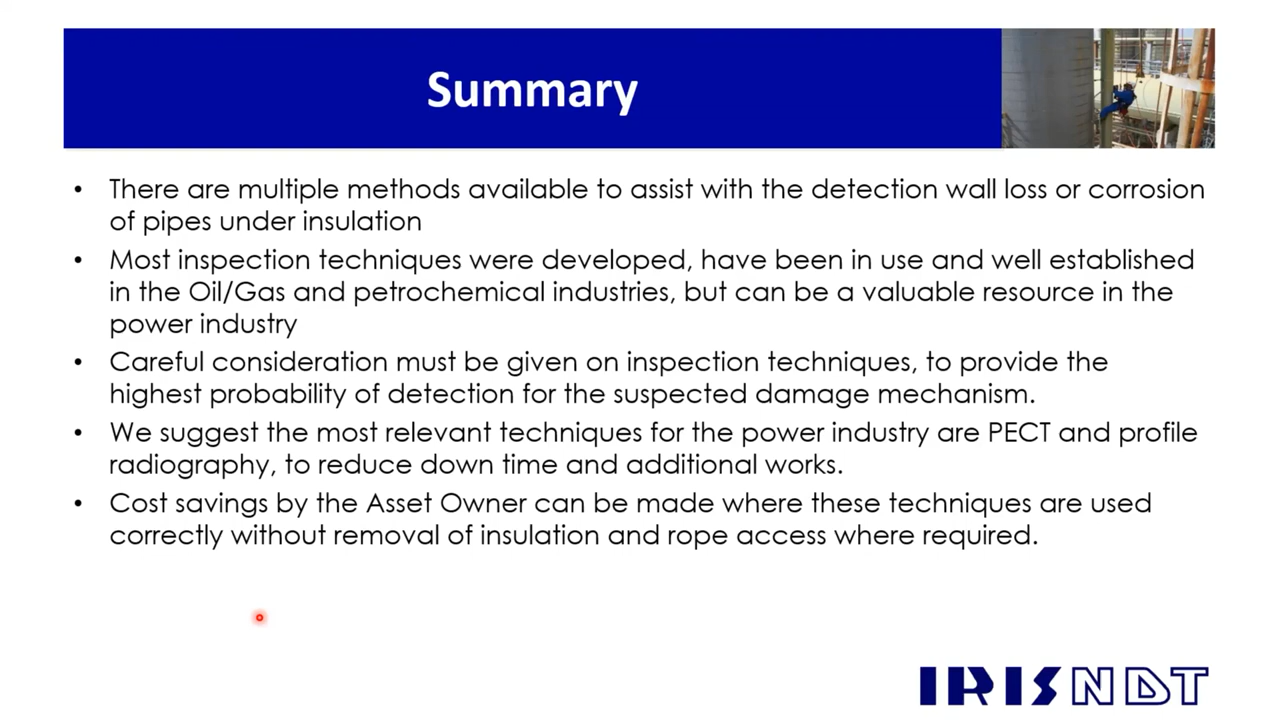 Summary
• There are multiple methods available to assist with the detection wall loss or corrosion
of pipes under insulation
• Most inspection techniques were developed, have been in use and well established
in the Oil/Gas and petrochemical industries, but can be a valuable resource in the
power industry
• Careful consideration must be given on inspection techniques, to provide the
highest probability of detection for the suspected damage mechanism.
• We suggest the most relevant techniques for the power industry are PECT and profile
radiography, to reduce down time and additional works.
• Cost savings by the Asset Owner can be made where these techniques are used
correctly without removal of insulation and rope access where required.
IRISNDT